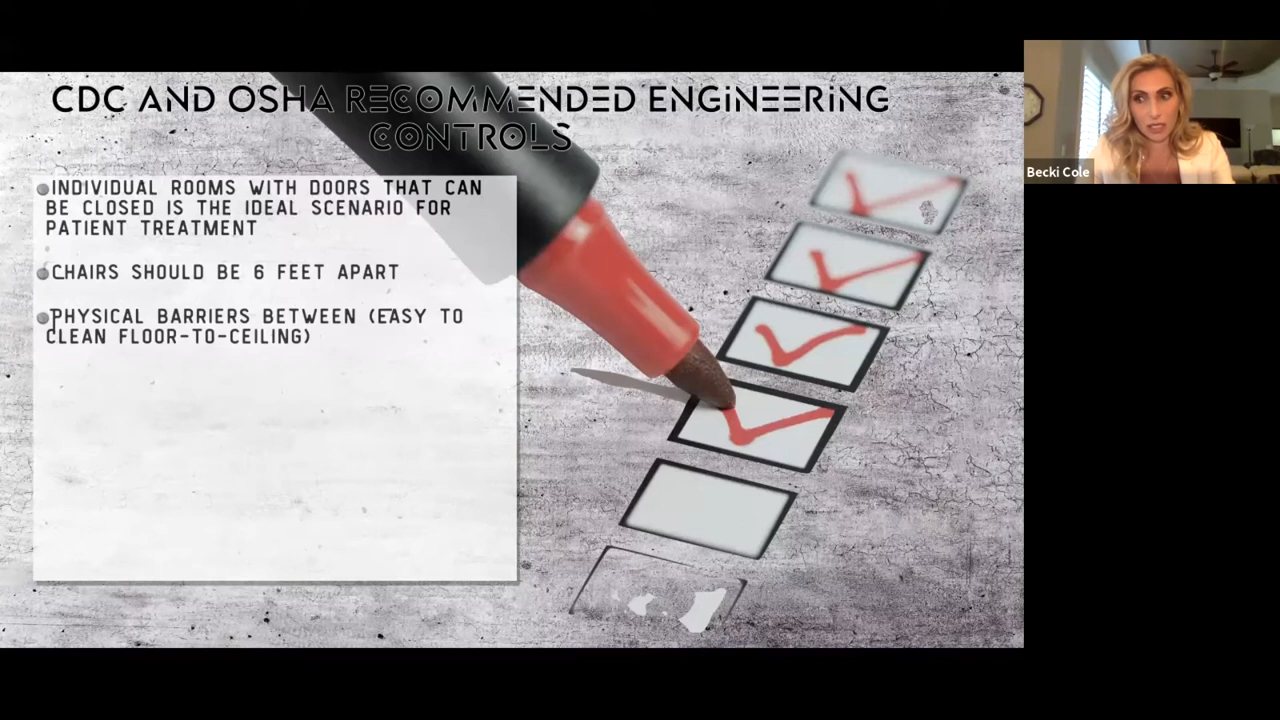 CDC AND OSHA RECOMMENDED ENGINEERING
CONTROLS
INDIVIDUAL ROOMS WITH DOORS THAT CAN
BE CLOSED IS THE IDEAL SCENARIO FOR
PATIENT TREATMENT
CHAIRS SHOULD BE 6 FEET APART
PHYSICAL BARRIERS BETWEEN (EASY TO
CLEAN FLOOR-TO-CEILING)
Becki Cole